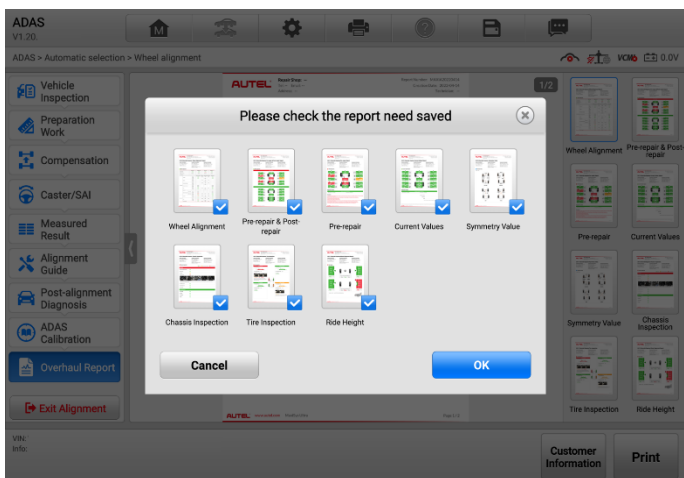 ADAS
V1.20.
ADAS > Automatic selection > Wheel alignment
VCMI
0.0V
Vehicle
Inspection
Preparation
Work
Compensation
Caster/SAI
Measured
Result
Alignment
Guide
Post-alignment
Diagnosis
ADAS
Calibration
Overhaul Report
Exit Alignment
AUTEL
1/2
Please check the report need saved
Wheel Alignment
Pre-repair & Post-
repair
Pre-repair
Current Values
Symmetry Value
Chassis Inspection
Tire Inspection
Ride Height
Cancel
OK
AUTEL
Page 1/2
Wheel Alignment
Pre-repair & Post-
repair
Pre-repair
Current Values
Symmetry Value
Chassis
Inspection
Tire Inspection
Ride Height
VIN:
Info:
Customer
Information
Print